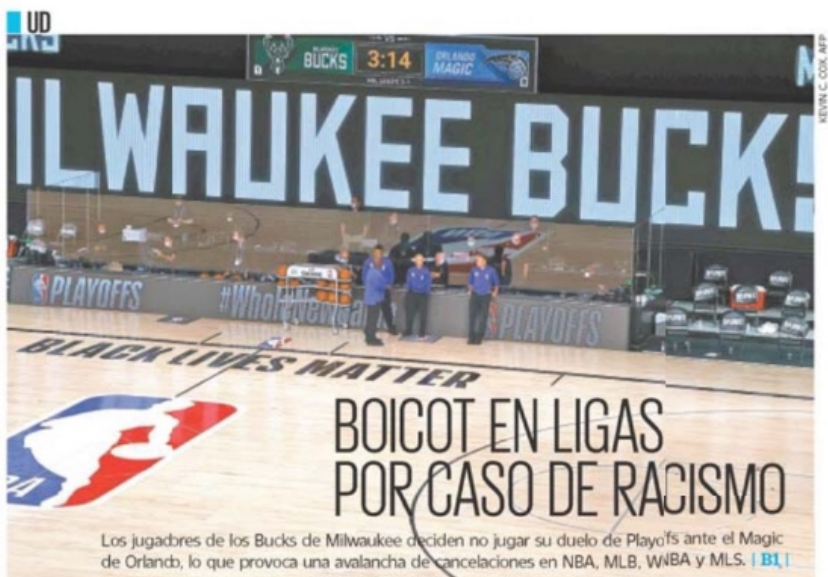 UD
BUCKS 3:14 ORLANDO MAGIC
ILWAUKEE BUCKS
KEVIN C. COX, AFP
PLAYOFFS
PLAYOFFS
BLACK LIVES MATTER
BOICOT EN LIGAS
POR CASO DE RACISMO
Los jugadores de los Bucks de Milwaukee deciden no jugar su duelo de Playoffs ante el Magic
de Orlando, lo que provoca una avalancha de cancelaciones en NBA, MLB, WNBA y MLS. | B1 |